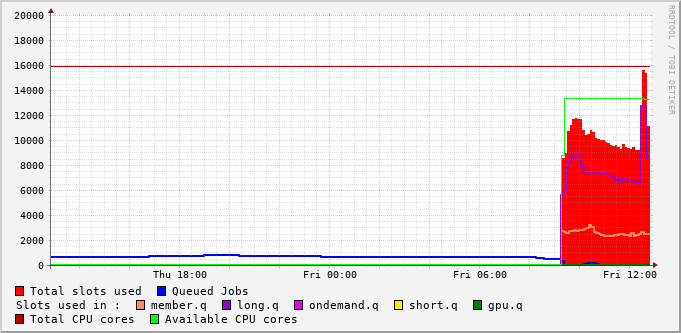 RRDTOOL / TOBI OETIKER
20000
18000
16000
14000
12000
10000
8000
6000
4000
2000
0
Thu 18:00 Fri 00:00 Fri 06:00 Fri 12:00
Total slots used Queued Jobs
Slots used in : member.q long.q ondemand.q short.q gpu.q
Total CPU cores Available CPU cores